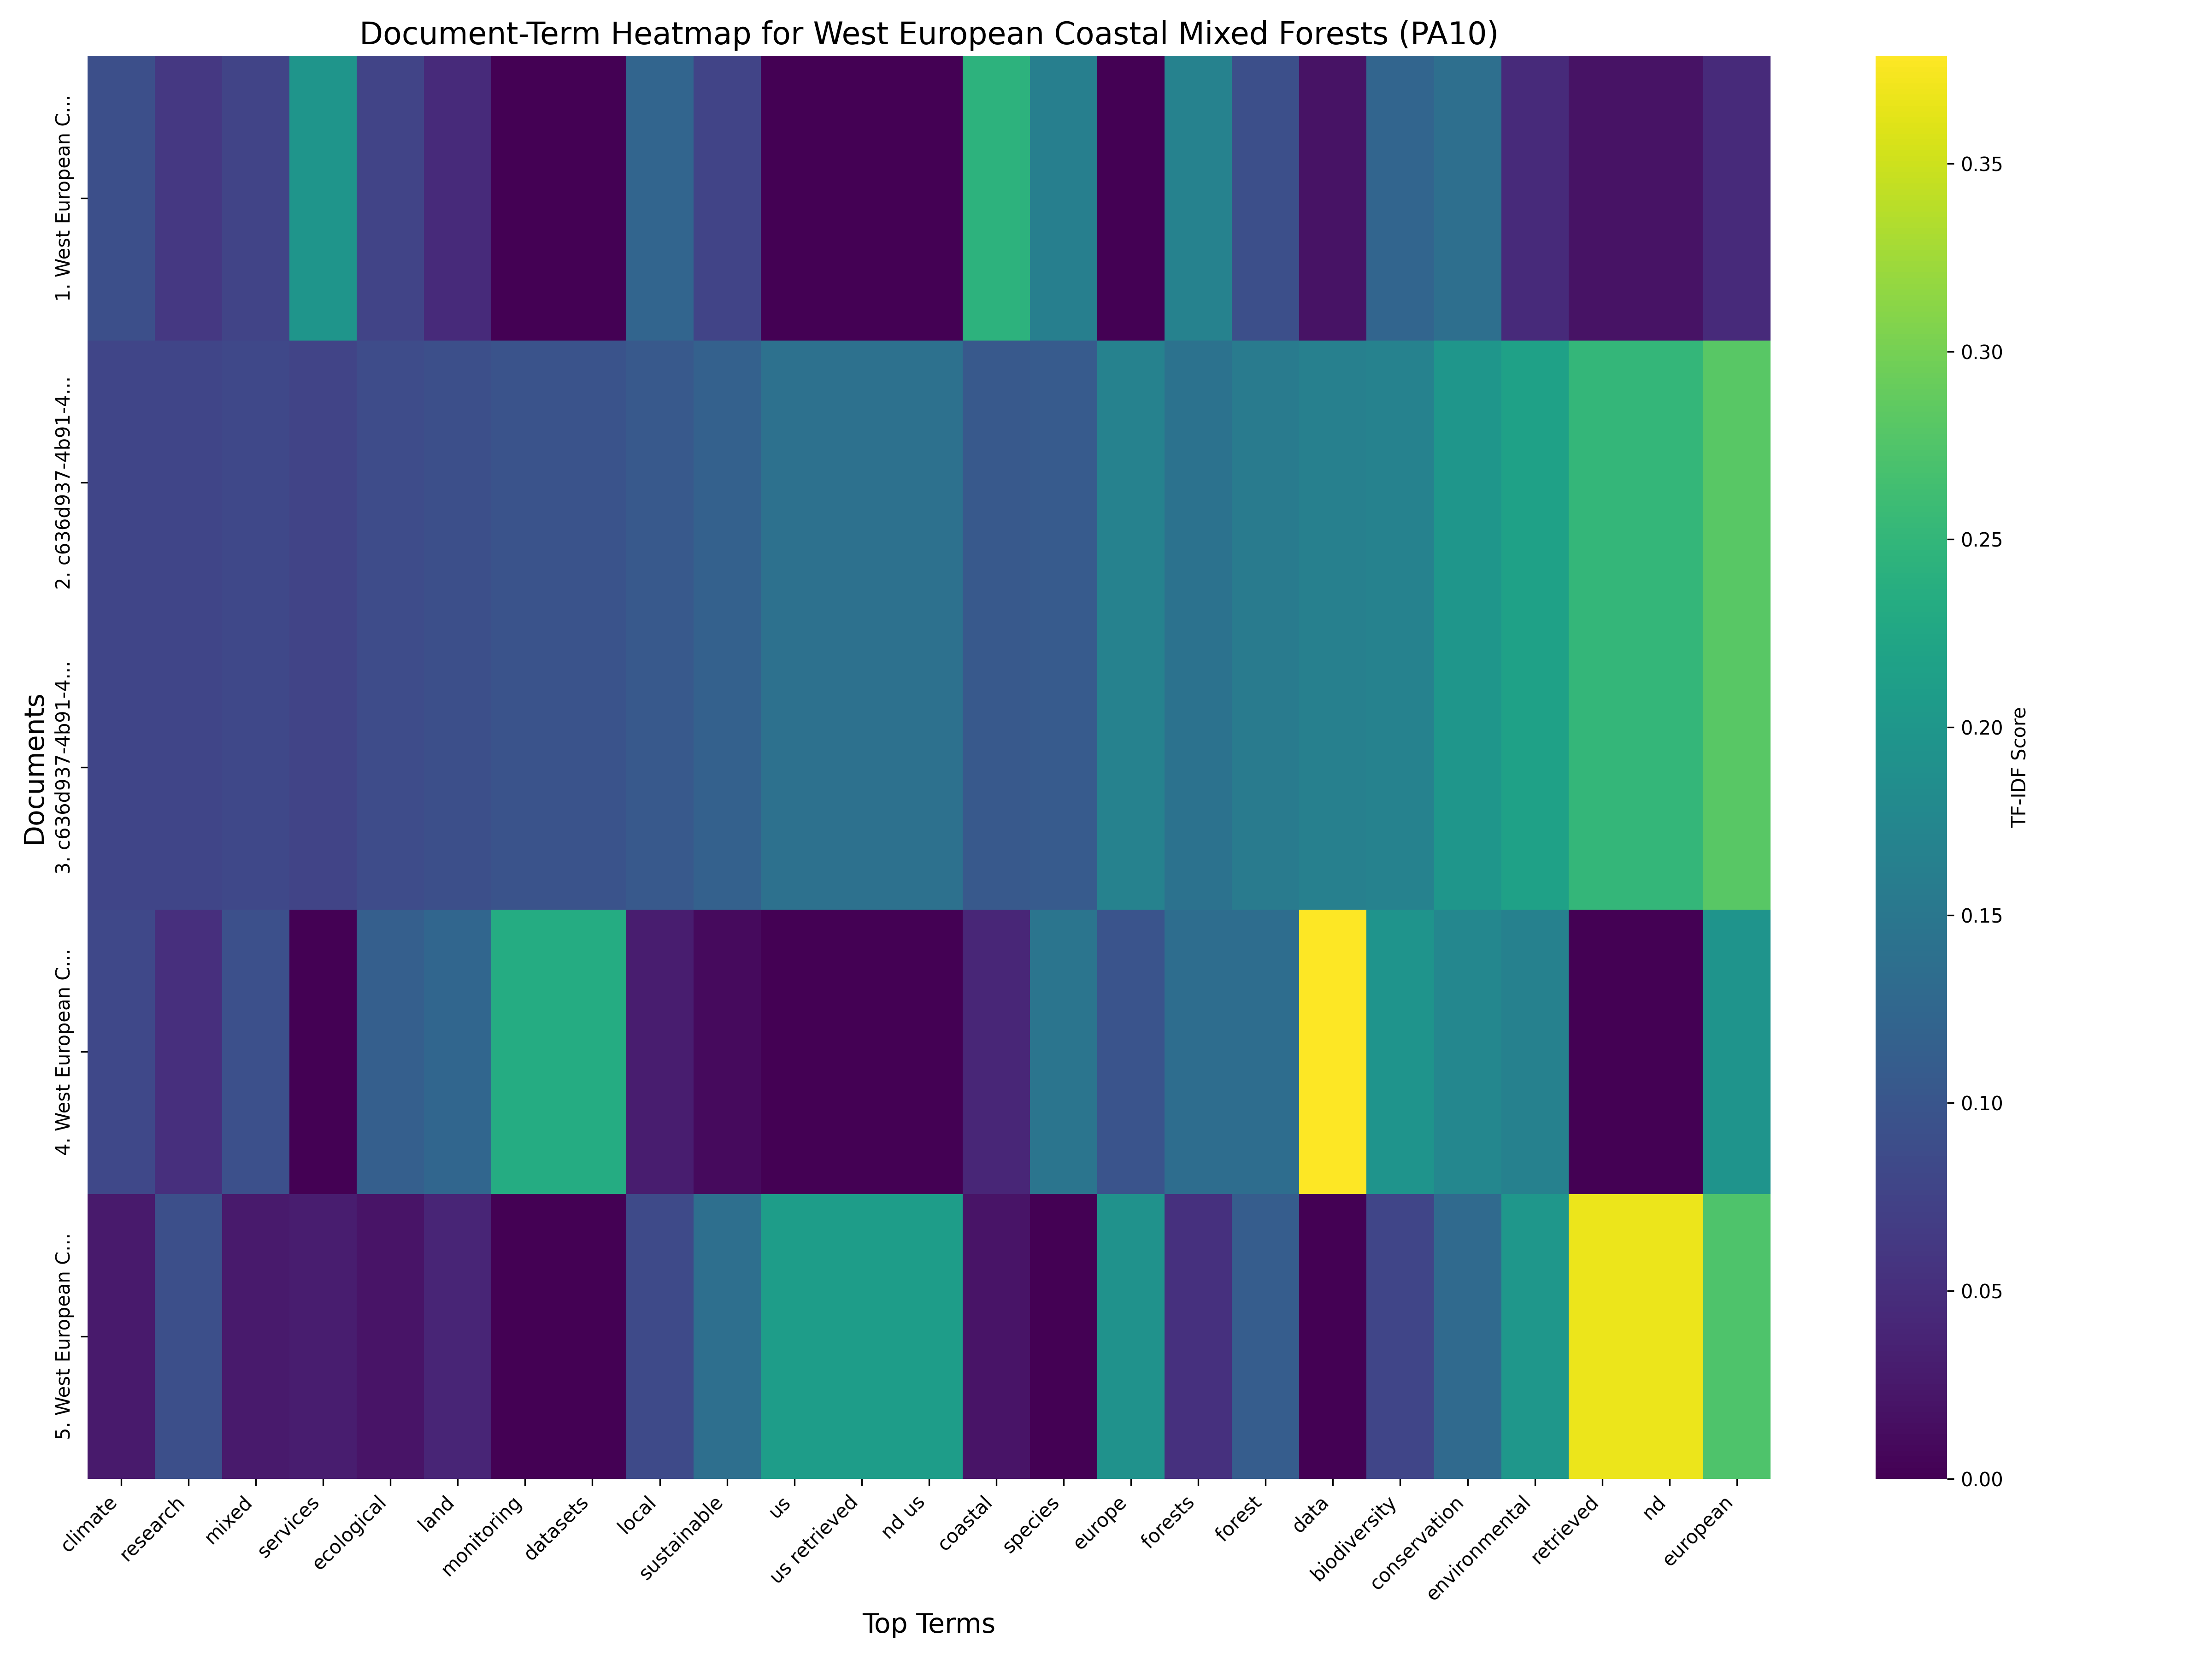 Document-Term Heatmap for West European Coastal Mixed Forests (PA10)
Documents
1. West European C...
2. c636d937-4b91-4...
3. c636d937-4b91-4...
4. West European C...
5. West European C...
climate
research
mixed
services
ecological
land
monitoring
datasets
local
sustainable
us
us retrieved
nd us
coastal
species
europe
forests
forest
data
biodiversity
conservation
environmental
retrieved
nd
european
Top Terms
0.35
0.30
0.25
0.20
0.15
0.10
0.05
0.00
TF-IDF Score